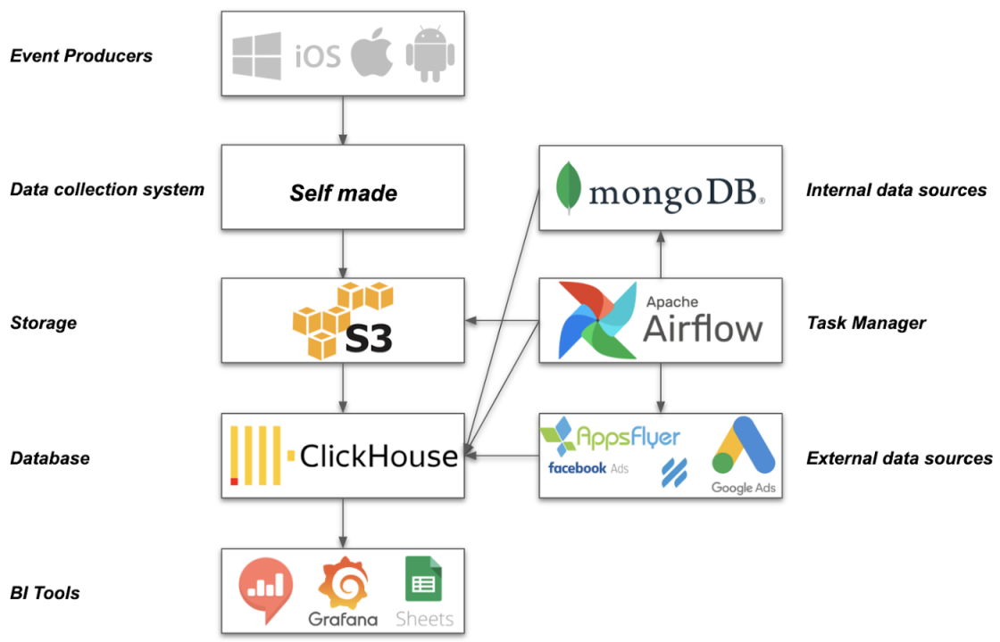 Event Producers
iOS
Data collection system
Self made
mongoDB®
Internal data sources
Storage
S3
Apache
Airflow
Task Manager
Database
ClickHouse
AppsFlyer
facebook Ads
Google Ads
External data sources
BI Tools
Grafana
Sheets